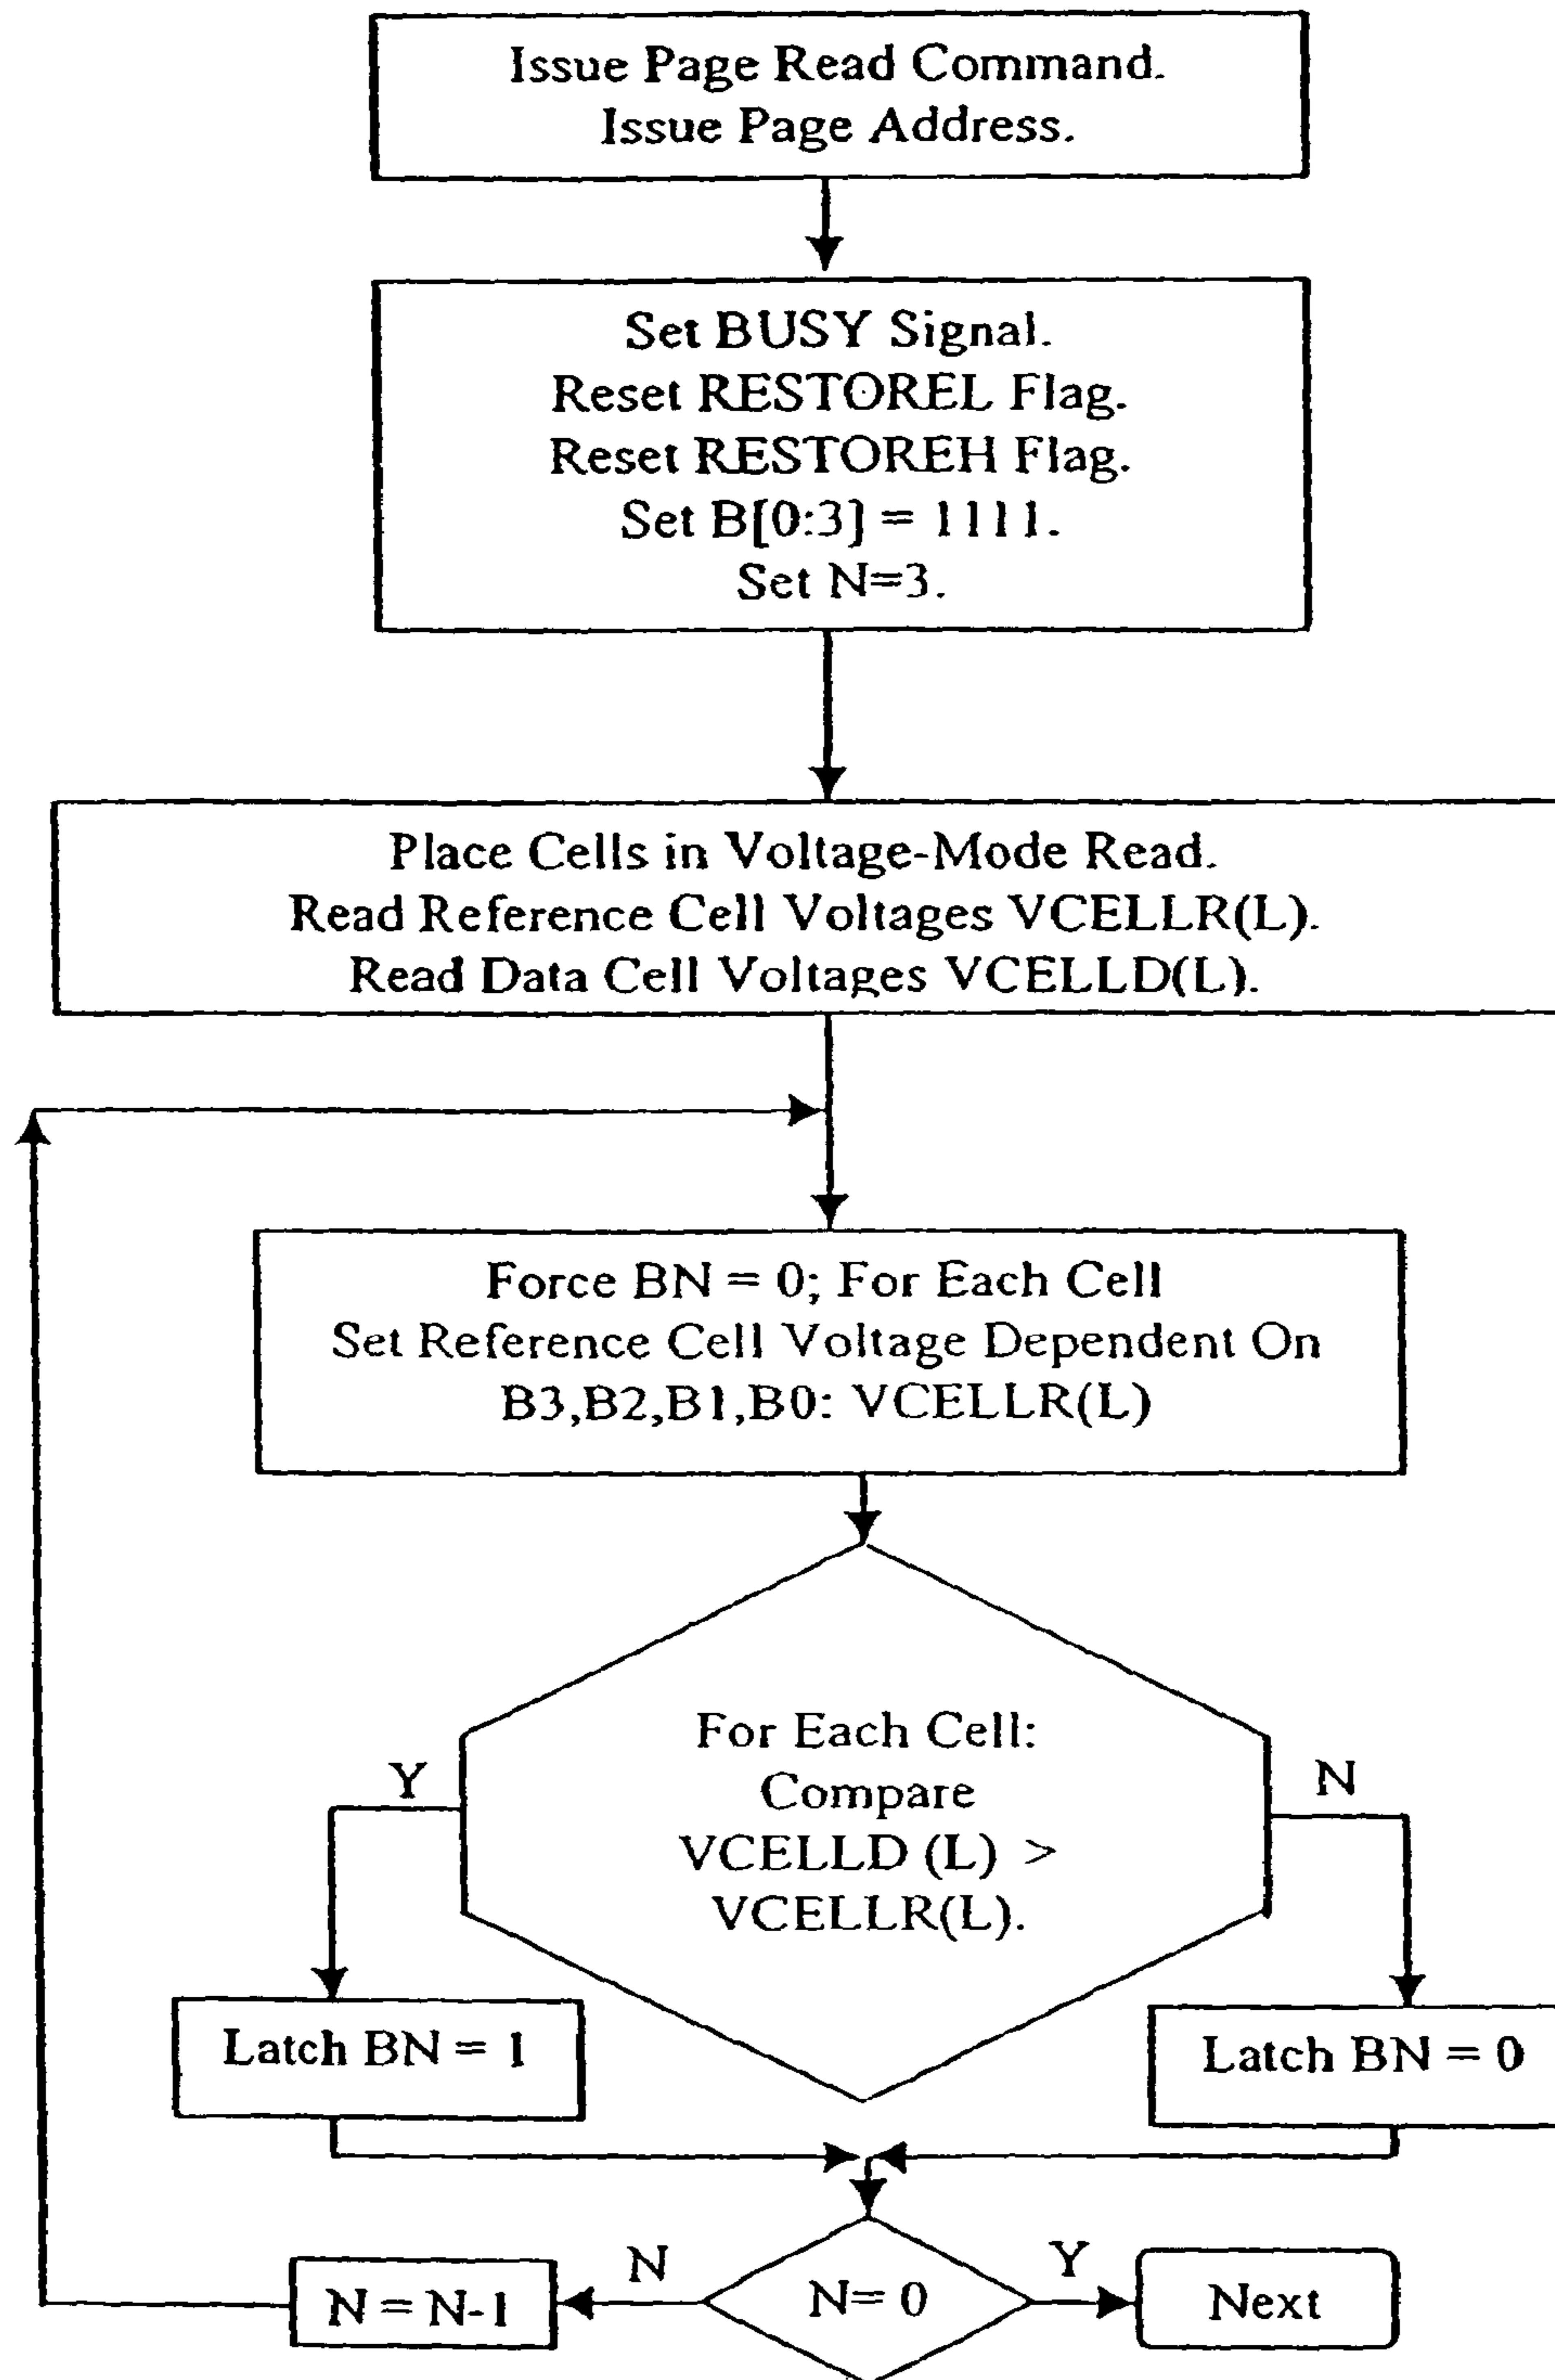 Issue Page Read Command.
Issue Page Address.
Set BUSY Signal.
Reset RESTOREL Flag.
Reset RESTOREH Flag.
Set B[0:3] = 1111.
Set N=3.
Place Cells in Voltage-Mode Read.
Read Reference Cell Voltages VCELLR(L).
Read Data Cell Voltages VCELLD(L).
Force BN = 0; For Each Cell
Set Reference Cell Voltage Dependent On
B3,B2,B1,B0: VCELLR(L)
For Each Cell:
Compare
VCELLD (L) >
VCELLR(L).
Y
N
Latch BN = 1
Latch BN = 0
N = N-1
N
N= 0
Y
Next